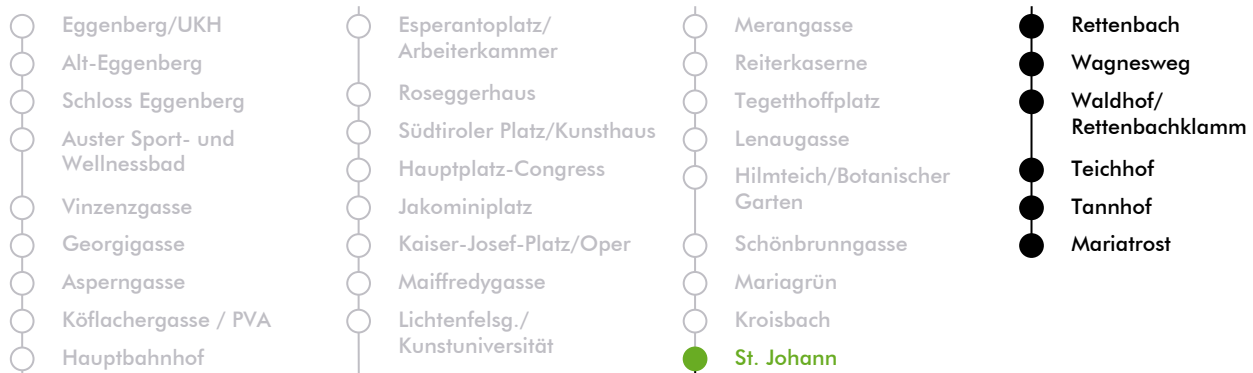 Eggenberg/UKH
Alt-Eggenberg
Schloss Eggenberg
Auster Sport- und
Wellnessbad
Vinzenzgasse
Georgigasse
Asperngasse
Köflachergasse / PVA
Hauptbahnhof
Esperantoplatz/
Arbeiterkammer
Roseggerhaus
Südtiroler Platz/Kunsthaus
Hauptplatz-Congress
Jakominiplatz
Kaiser-Josef-Platz/Oper
Maiffredygasse
Lichtenfelsg./
Kunstuniversität
Merangasse
Reiterkaserne
Tegetthoffplatz
Lenaugasse
Hilmteich/Botanischer
Garten
Schönbrunngasse
Mariagrün
Kroisbach
St. Johann
Rettenbach
Wagnesweg
Waldhof/
Rettenbachklamm
Teichhof
Tannhof
Mariatrost